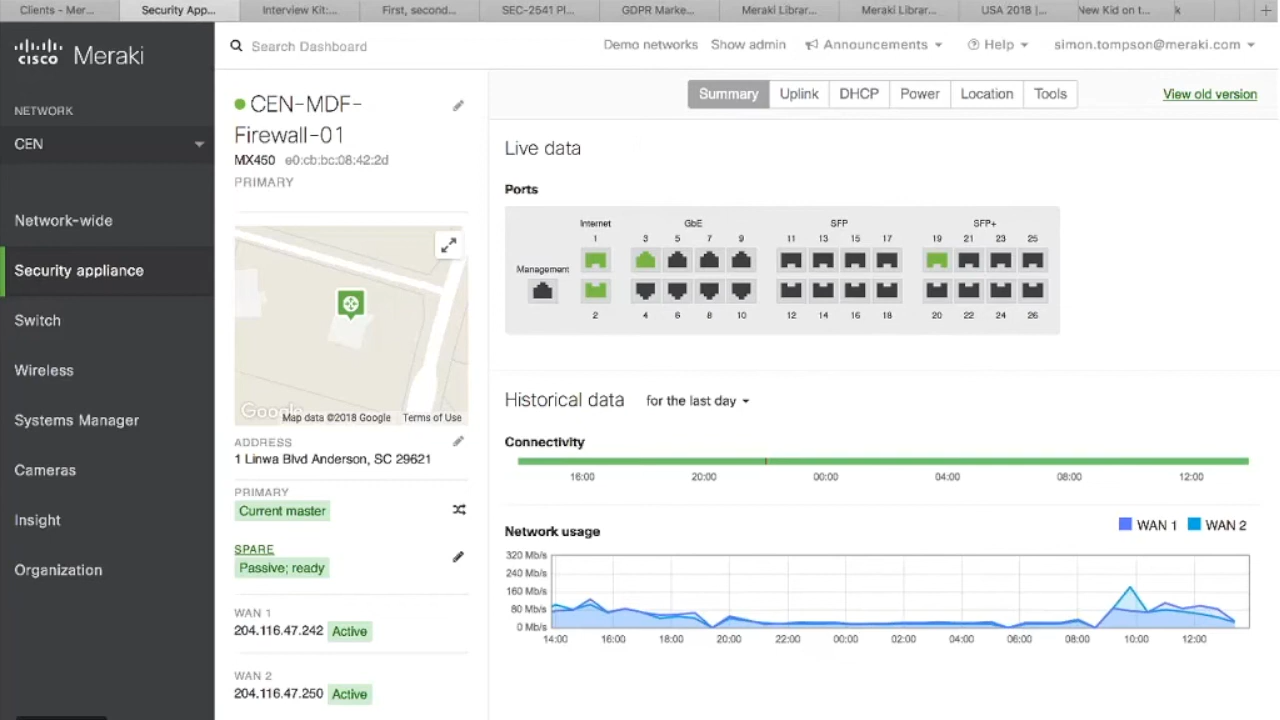 Clients - Mer...
Security App...
Interview Kit:...
First, second...
SEC-2541 Pl...
GDPR Marke...
Meraki Librar...
Meraki Librar...
USA 2018 |...
New Kid on t...
k
cisco Meraki
Search Dashboard
Demo networks
Show admin
Announcements
Help
simon.tompson@meraki.com
NETWORK
CEN
Network-wide
Security appliance
Switch
Wireless
Systems Manager
Cameras
Insight
Organization
CEN-MDF-
Firewall-01
MX450 e0:cb:bc:08:42:2d
PRIMARY
Google
Map data ©2018 Google
Terms of Use
ADDRESS
1 Linwa Blvd Anderson, SC 29621
PRIMARY
Current master
SPARE
Passive; ready
WAN 1
204.116.47.242 Active
WAN 2
204.116.47.250 Active
Summary
Uplink
DHCP
Power
Location
Tools
View old version
Live data
Ports
Internet GbE SFP SFP+
1 3 5 7 9 11 13 15 17 19 21 23 25
Management
2 4 6 8 10 12 14 16 18 20 22 24 26
Historical data for the last day
Connectivity
16:00 20:00 00:00 04:00 08:00 12:00
Network usage
WAN 1 WAN 2
320 Mb/s
240 Mb/s
160 Mb/s
80 Mb/s
0 Mb/s
14:00 16:00 18:00 20:00 22:00 00:00 02:00 04:00 06:00 08:00 10:00 12:00